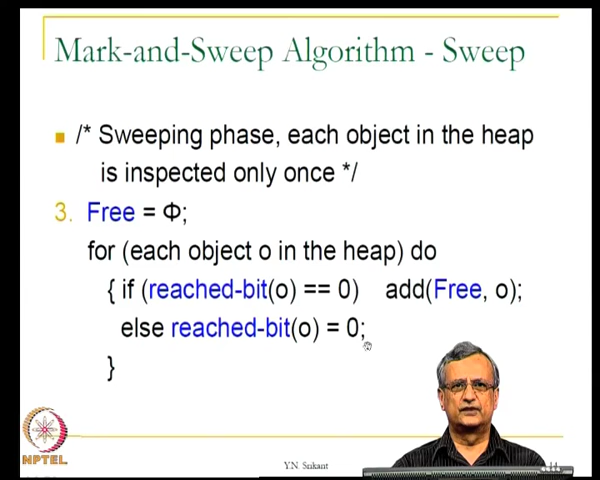 Mark-and-Sweep Algorithm - Sweep
/* Sweeping phase, each object in the heap
is inspected only once */
3. Free = Φ;
for (each object o in the heap) do
{ if (reached-bit(o) == 0) add(Free, o);
else reached-bit(o) = 0;
}
NPTEL
Y.N. Srikant